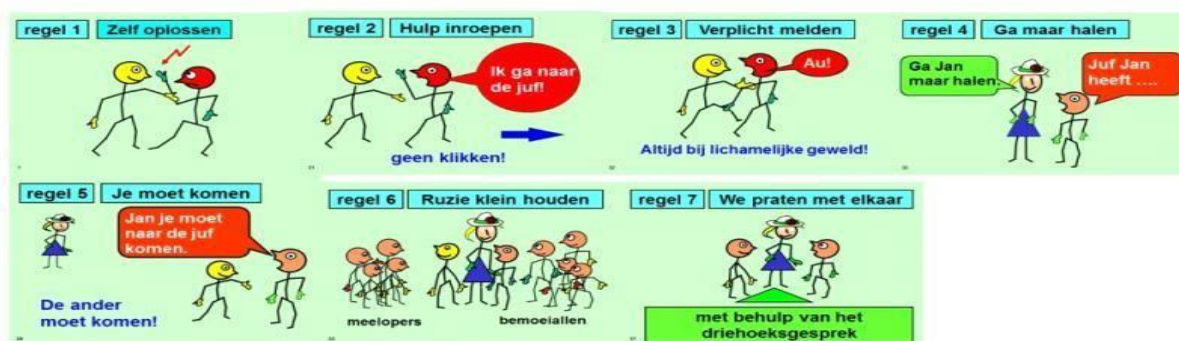 regel 1 Zelf oplossen
regel 2 Hulp inroepen
Ik ga naar
de juf!
geen klikken!
regel 3 Verplicht melden
Au!
Altijd bij lichamelijke geweld!
regel 4 Ga maar halen
Ga Jan
maar halen.
Juf Jan
heeft ....
regel 5 Je moet komen
Jan je moet
naar de juf
komen.
De ander
moet komen!
regel 6 Ruzie klein houden
meelopers
bemoeiallen
regel 7 We praten met elkaar
met behulp van het
driehoeksgesprek